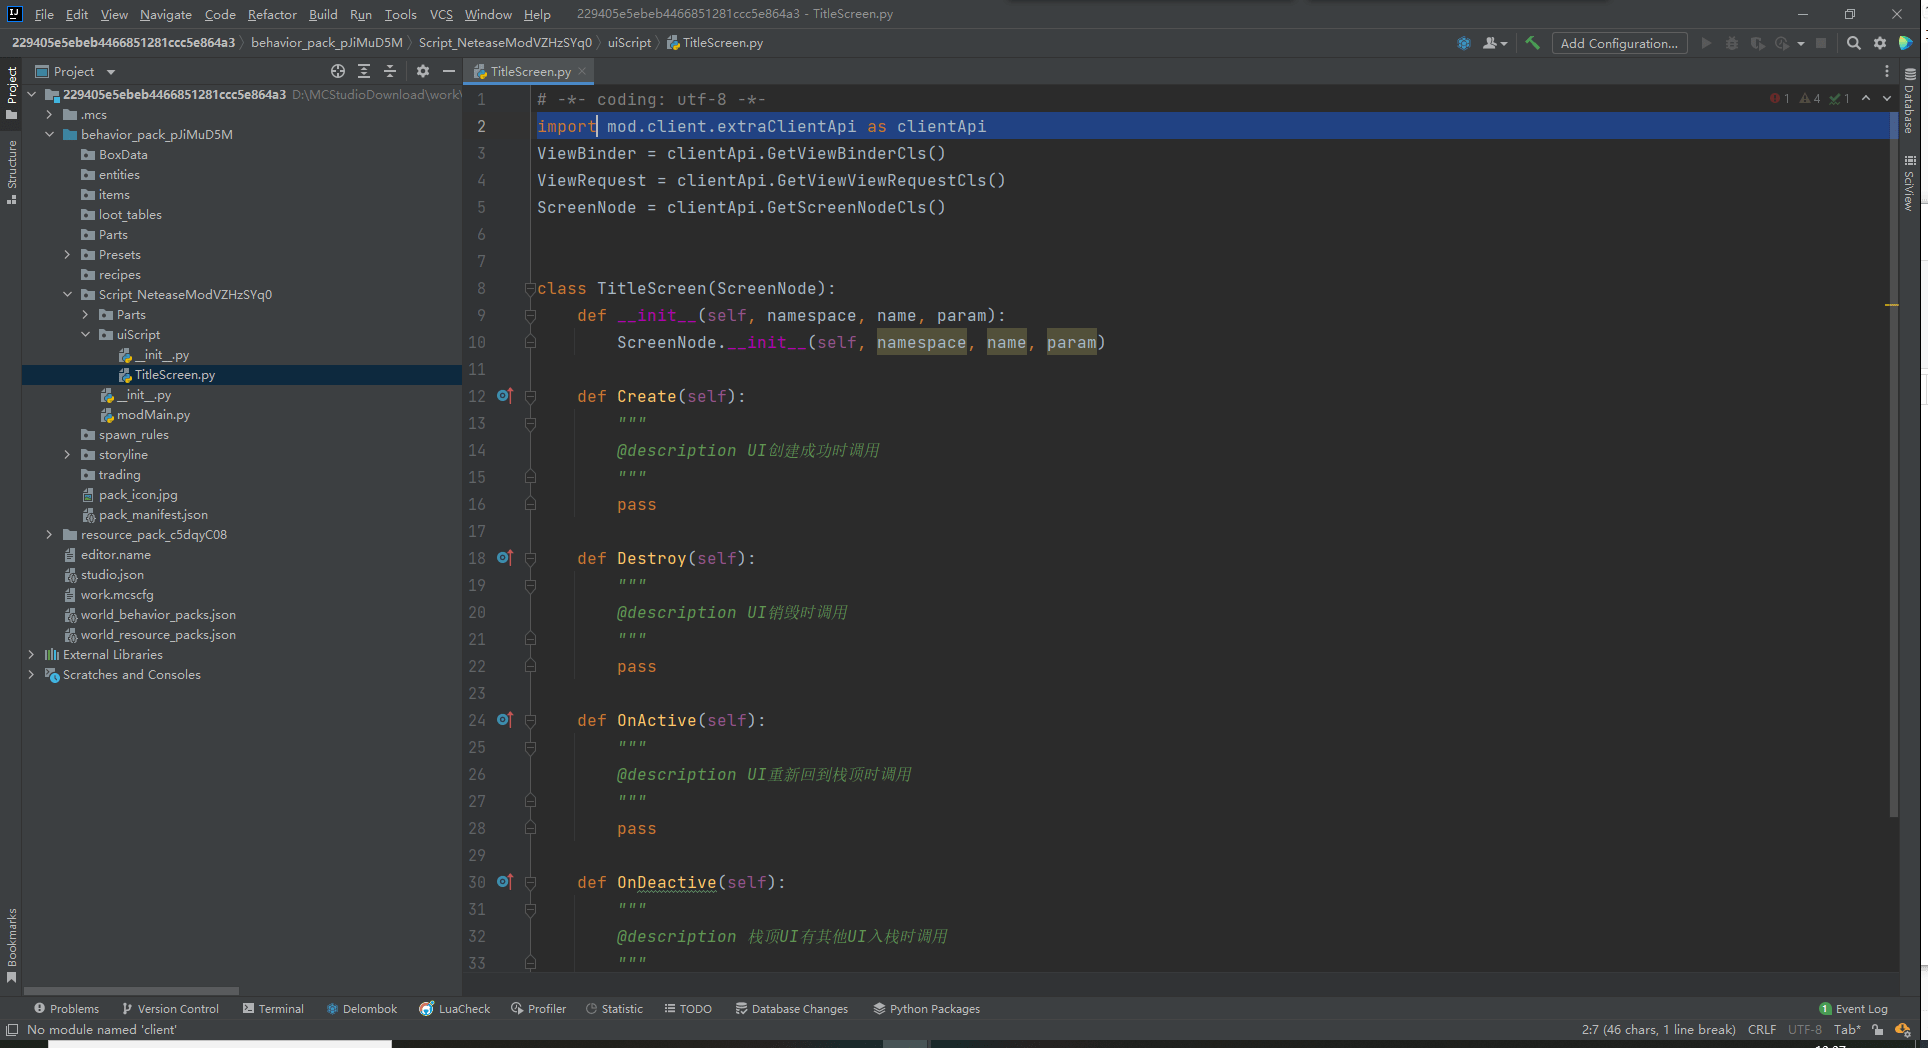 File Edit View Navigate Code Refactor Build Run Tools VCS Window Help 229405e5ebeb4466851281ccc5e864a3 - TitleScreen.py
229405e5ebeb4466851281ccc5e864a3 behavior_pack_pJiMuD5M Script_NeteaseModVZHzSYq0 uiScript TitleScreen.py Add Configuration...
Project
TitleScreen.py
229405e5ebeb4466851281ccc5e864a3 D:\MCStudioDownload\work\
.mcs
behavior_pack_pJiMuD5M
BoxData
entities
items
loot_tables
Parts
Presets
recipes
Script_NeteaseModVZHzSYq0
Parts
uiScript
__init__.py
TitleScreen.py
__init__.py
modMain.py
spawn_rules
storyline
trading
pack_icon.jpg
pack_manifest.json
resource_pack_c5dqyC08
editor.name
studio.json
work.mcscfg
world_behavior_packs.json
world_resource_packs.json
External Libraries
Scratches and Consoles
Project
Structure
Bookmarks
1 # -*- coding: utf-8 -*-
2 import mod.client.extraClientApi as clientApi
3 ViewBinder = clientApi.GetViewBinderCls()
4 ViewRequest = clientApi.GetViewViewRequestCls()
5 ScreenNode = clientApi.GetScreenNodeCls()
6
7
8 class TitleScreen(ScreenNode):
9 def __init__(self, namespace, name, param):
10 ScreenNode.__init__(self, namespace, name, param)
11
12 def Create(self):
13 """
14 @description UI创建成功时调用
15 """
16 pass
17
18 def Destroy(self):
19 """
20 @description UI销毁时调用
21 """
22 pass
23
24 def OnActive(self):
25 """
26 @description UI重新回到栈顶时调用
27 """
28 pass
29
30 def OnDeactive(self):
31 """
32 @description 栈顶UI有其他UI入栈时调用
33 """
1 4 1
Database
SciView
Problems Version Control Terminal Delombok LuaCheck Profiler Statistic TODO Database Changes Python Packages 1 Event Log
No module named 'client' 2:7 (46 chars, 1 line break) CRLF UTF-8 Tab*